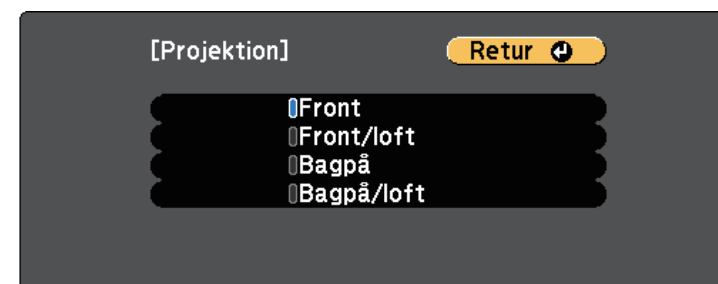 [Projektion] Retur
Front
Front/loft
Bagpå
Bagpå/loft